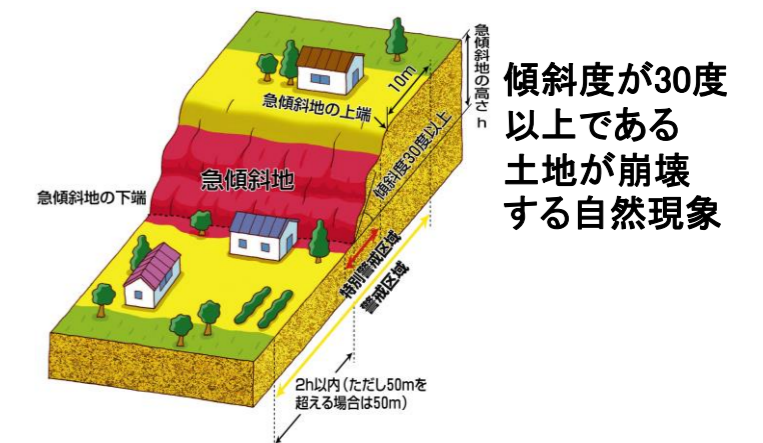 急傾斜地の高さh
10m
急傾斜地の上端
傾斜度30度以上
急傾斜地
急傾斜地の下端
特別警戒区域
警戒区域
2h以内（ただし50mを
超える場合は50m）
傾斜度が30度
以上である
土地が崩壊
する自然現象